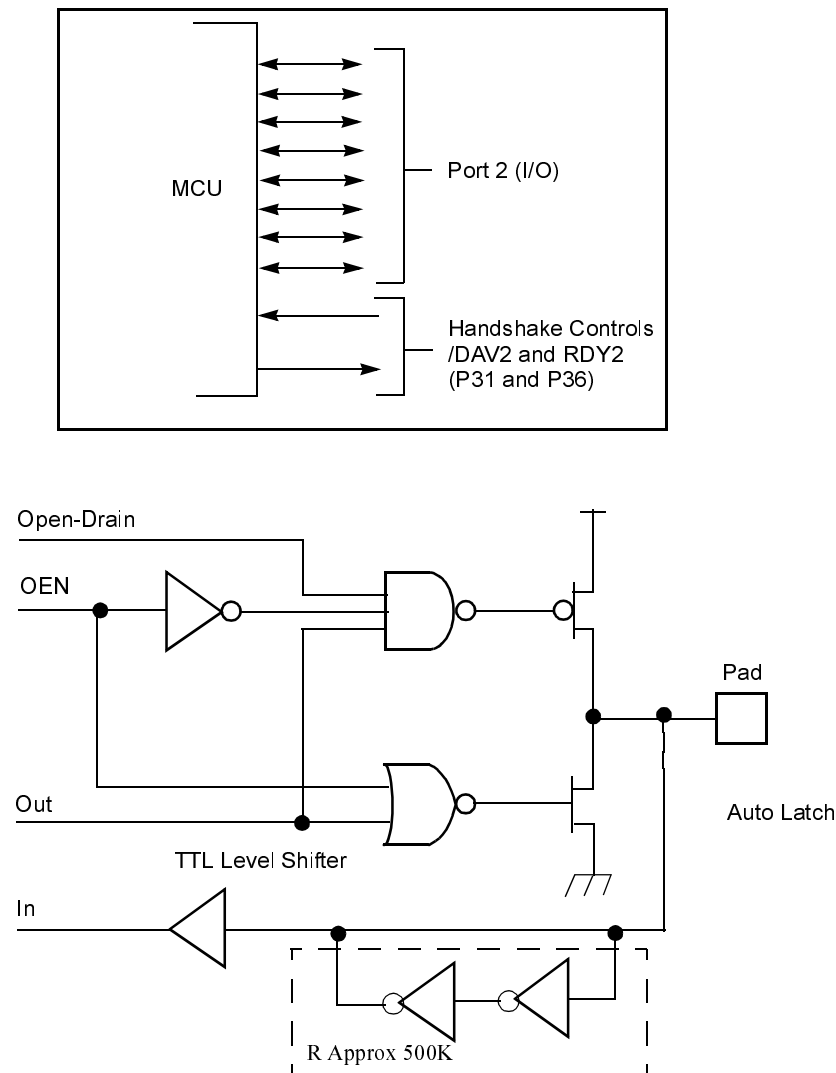 MCU
Port 2 (I/O)
Handshake Controls
/DAV2 and RDY2
(P31 and P36)
Open-Drain
OEN
Pad
Out
Auto Latch
TTL Level Shifter
In
R Approx 500K